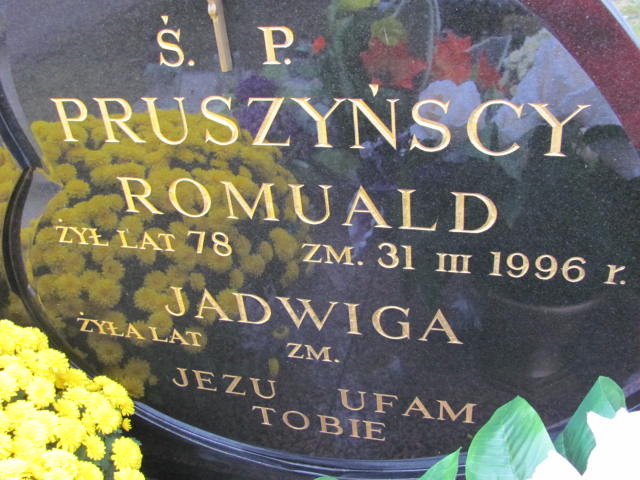 Ś. P.
PRUSZYŃSCY
ROMUALD
ŻYŁ LAT 78 ZM. 31 III 1996 r.
JADWIGA
ŻYŁA LAT ZM.
JEZU UFAM
TOBIE